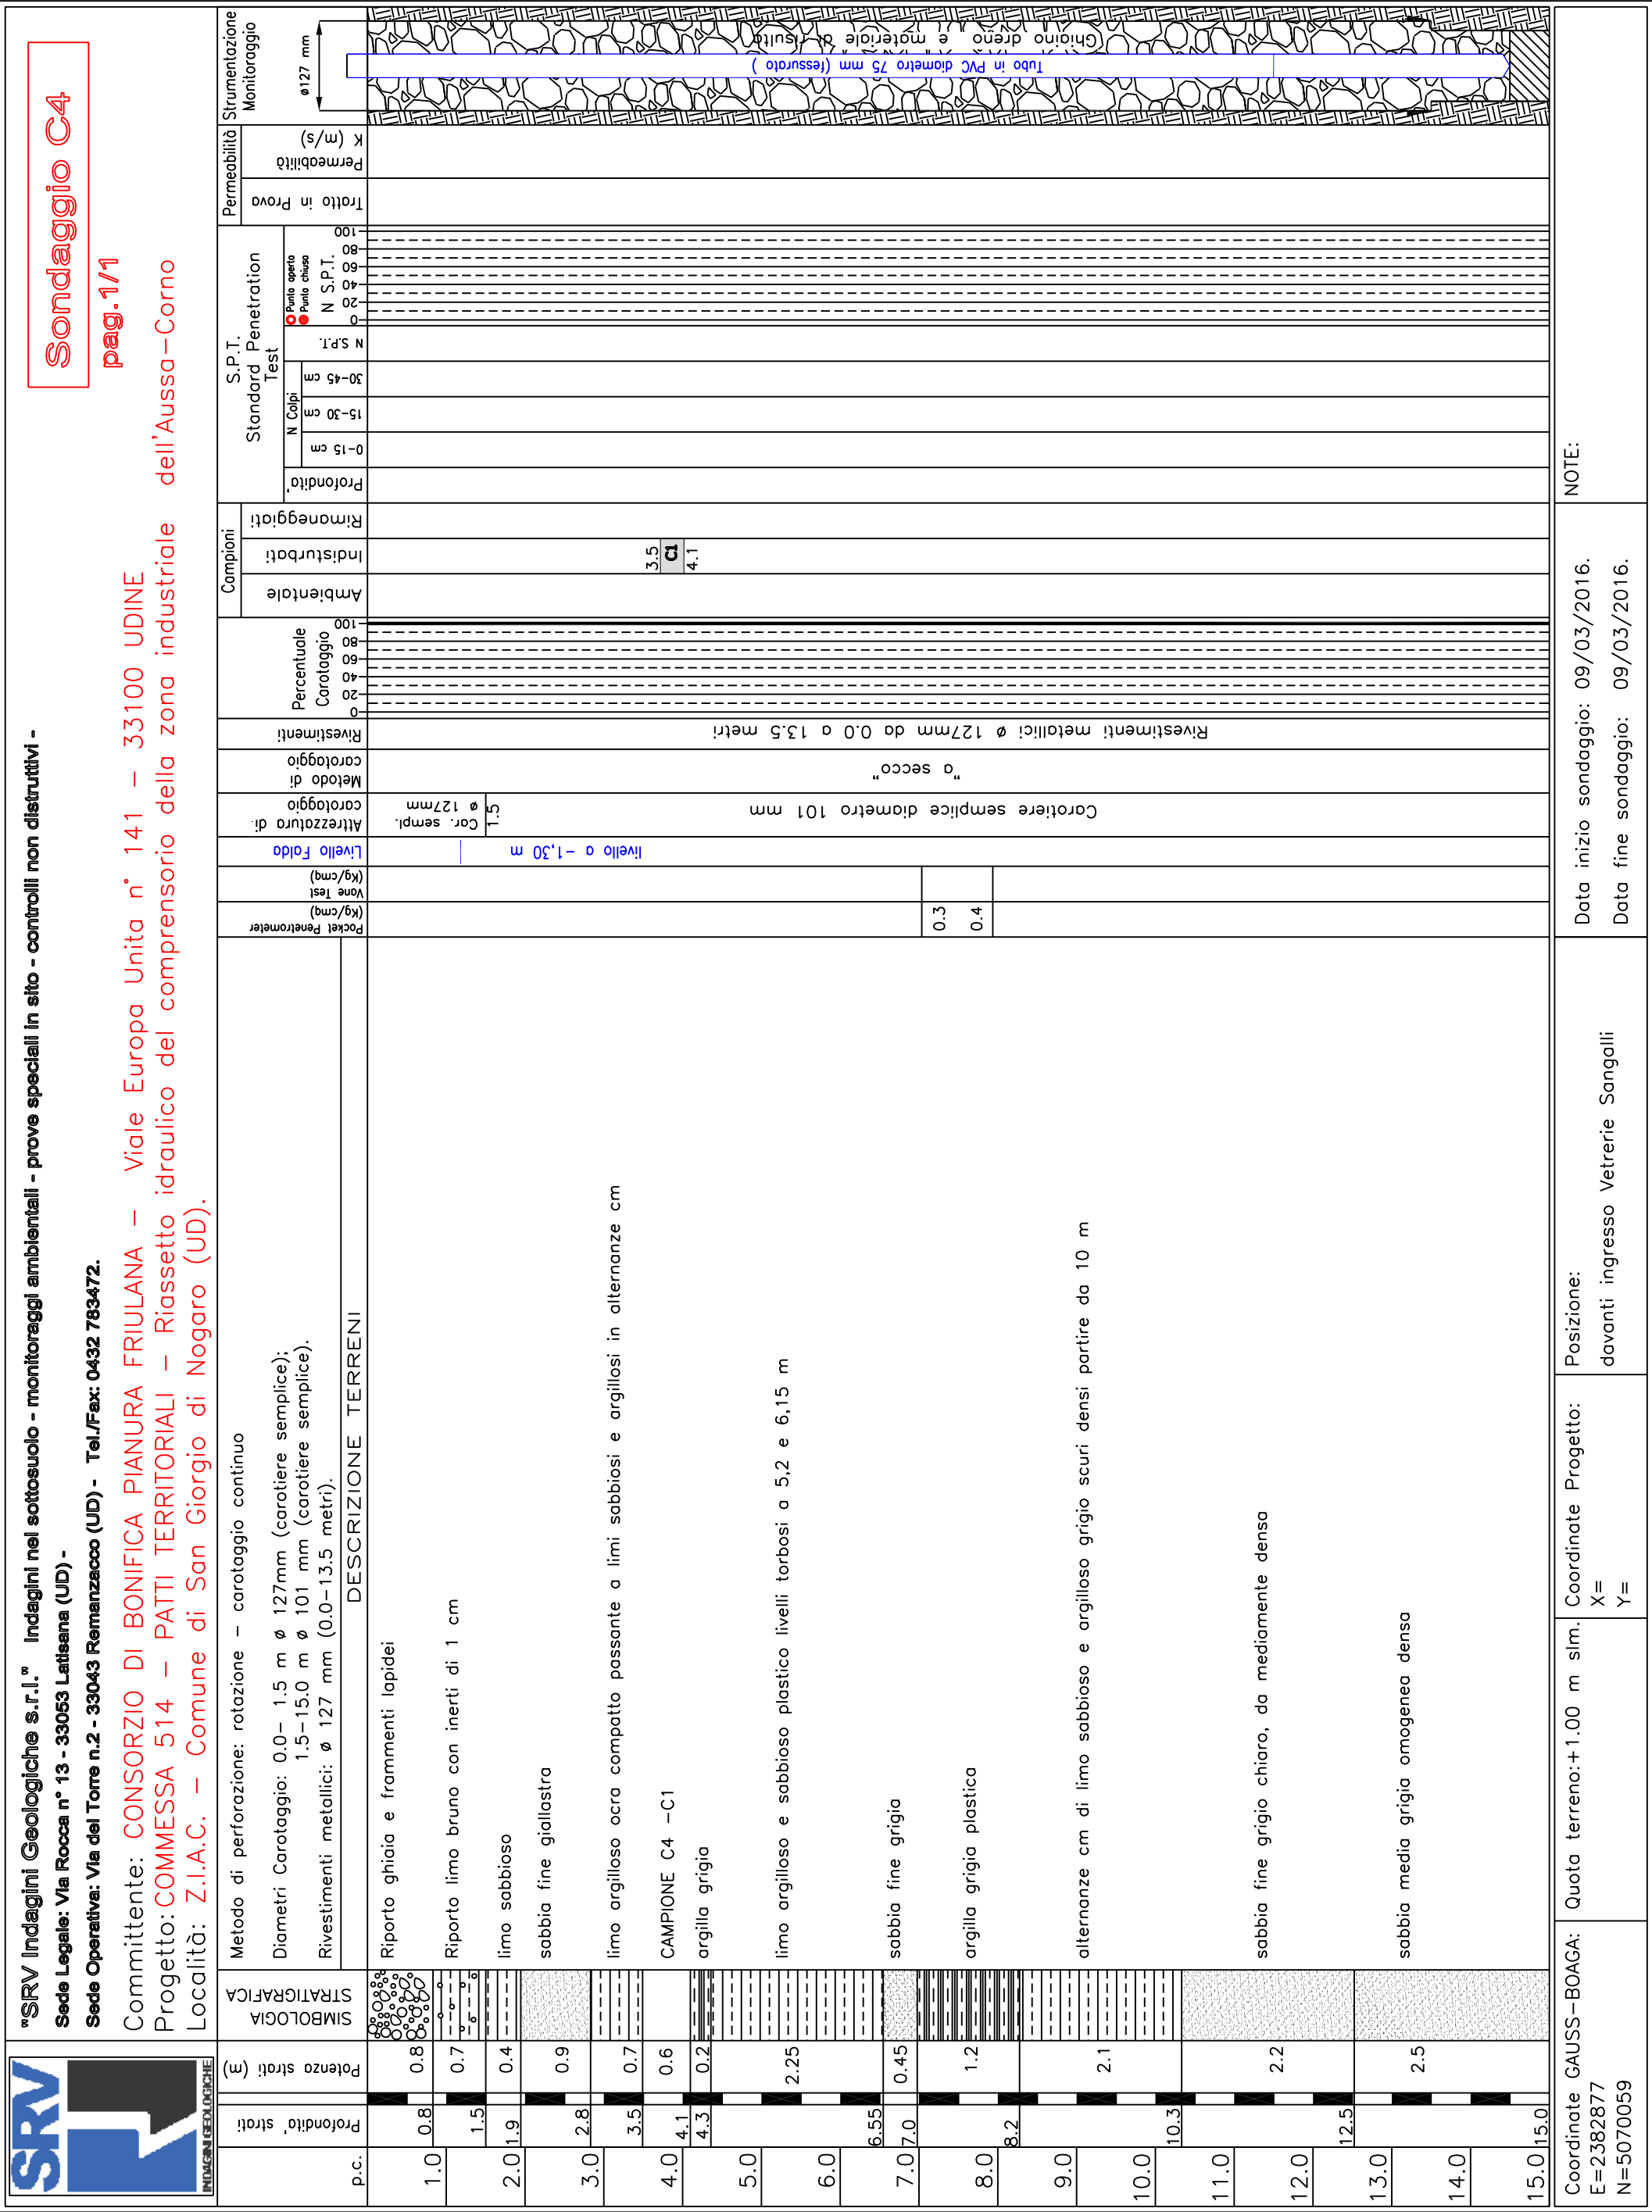 SRV
INDAGINI GEOLOGICHE
"SRV Indagini Geologiche s.r.l." Indagini nel sottosuolo - monitoraggi ambientali - prove speciali in sito - controlli non distruttivi -
Sede Legale: Via Rocca n° 13 - 33053 Latisana (UD) -
Sede Operativa: Via del Torre n.2 - 33043 Remanzacco (UD) - Tel./Fax: 0432 783472.
Sondaggio C4
pag.1/1
Committente: CONSORZIO DI BONIFICA PIANURA FRIULANA – Viale Europa Unita n° 141 – 33100 UDINE
Progetto: COMMESSA 514 – PATTI TERRITORIALI – Riassetto idraulico del comprensorio della zona industriale dell'Aussa-Corno
Località: Z.I.A.C. – Comune di San Giorgio di Nogaro (UD).
p.c.
Profondita' strati
Potenza strati (m)
SIMBOLOGIA
STRATIGRAFICA
Metodo di perforazione: rotazione – carotaggio continuo
Diametri Carotaggio: 0.0– 1.5 m ø 127mm (carotiere semplice);
1.5–15.0 m ø 101 mm (carotiere semplice).
Rivestimenti metallici: ø 127 mm (0.0–13.5 metri).
DESCRIZIONE TERRENI
Pocket Penetrometer
(Kg/cmq)
Vane Test
(Kg/cmq)
Livello Falda
Attrezzatura di
carotaggio
Metodo di
carotaggio
Rivestimenti
Percentuale
Carotaggio
0 20 40 60 80 100
Campioni
Ambientale
Indisturbati
Rimaneggiati
S.P.T.
Standard Penetration
Test
Profondita'
N Colpi
0-15 cm
15-30 cm
30-45 cm
N S.P.T.
Punta aperta
Punta chiusa
N S.P.T.
0 20 40 60 80 100
Permeabilità
Tratto in Prova
Permeabilità
K (m/s)
Strumentazione
Monitoraggio
ø127 mm
0.8 0.8 Riporto ghiaia e frammenti lapidei
1.0
1.5 0.7 Riporto limo bruno con inerti di 1 cm
1.9 0.4 limo sabbioso
2.0
2.8 0.9 sabbia fine giallastra
3.0
3.5 0.7 limo argilloso ocra compatto passante a limi sabbiosi e argillosi in alternanze cm
4.0
4.1 0.6 CAMPIONE C4 -C1
4.3 0.2 argilla grigia
5.0
6.0
6.55 2.25 limo argilloso e sabbioso plastico livelli torbosi a 5,2 e 6,15 m
7.0
7.0 0.45 sabbia fine grigia
8.0
8.2 1.2 argilla grigia plastica
9.0
10.0
10.3 2.1 alternanze cm di limo sabbioso e argilloso grigio scuri densi partire da 10 m
11.0
12.0
12.5 2.2 sabbia fine grigio chiaro, da mediamente densa
13.0
14.0
15.0
15.0 2.5 sabbia media grigia omogenea densa
0.3
0.4
livello a -1,30 m
Car. sempl.
ø 127mm
1.5
Carotiere semplice diametro 101 mm
"a secco"
Rivestimenti metallici ø 127mm da 0.0 a 13.5 metri
3.5
C1
4.1
Tubo in PVC diametro 75 mm (fessurato )
Ghiaino dreno e materiale di risulta
Coordinate GAUSS-BOAGA:
E=2382877
N=5070059
Quota terreno:+1.00 m slm.
Coordinate Progetto:
X=
Y=
Posizione:
davanti ingresso Vetrerie Sangalli
Data inizio sondaggio: 09/03/2016.
Data fine sondaggio: 09/03/2016.
NOTE: